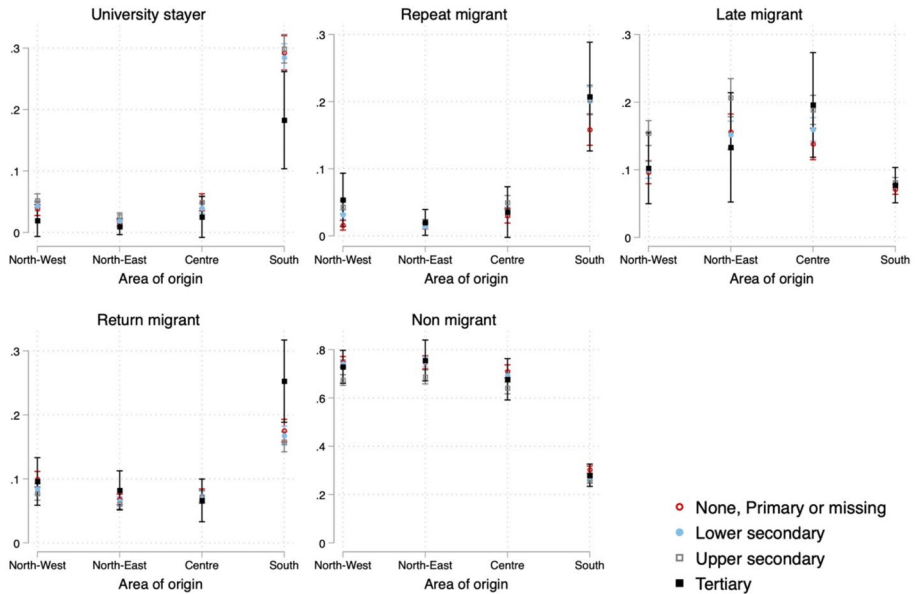 University stayer
.3
.2
.1
0
North-West North-East Centre South
Area of origin
Repeat migrant
.3
.2
.1
0
North-West North-East Centre South
Area of origin
Late migrant
.3
.2
.1
0
North-West North-East Centre South
Area of origin
Return migrant
.3
.2
.1
0
North-West North-East Centre South
Area of origin
Non migrant
.8
.6
.4
.2
0
North-West North-East Centre South
Area of origin
None, Primary or missing
Lower secondary
Upper secondary
Tertiary